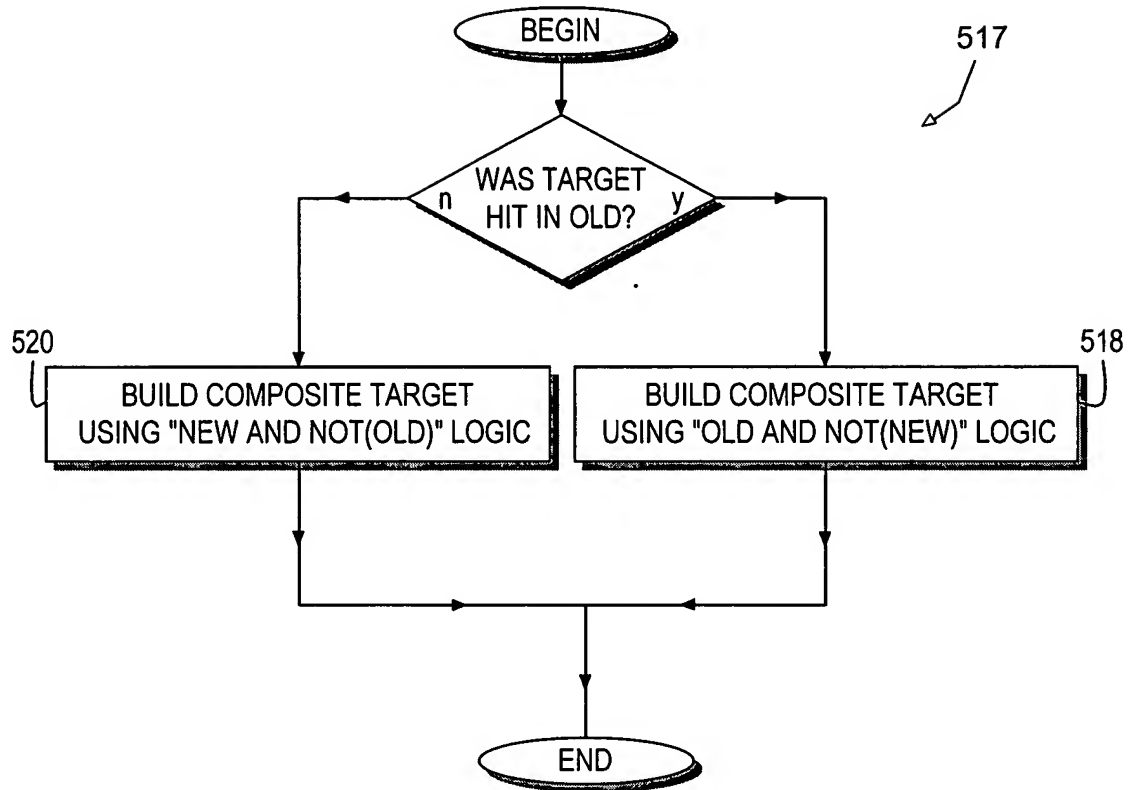 BEGIN
517
WAS TARGET
HIT IN OLD?
n
y
520
BUILD COMPOSITE TARGET
USING "NEW AND NOT(OLD)" LOGIC
518
BUILD COMPOSITE TARGET
USING "OLD AND NOT(NEW)" LOGIC
END